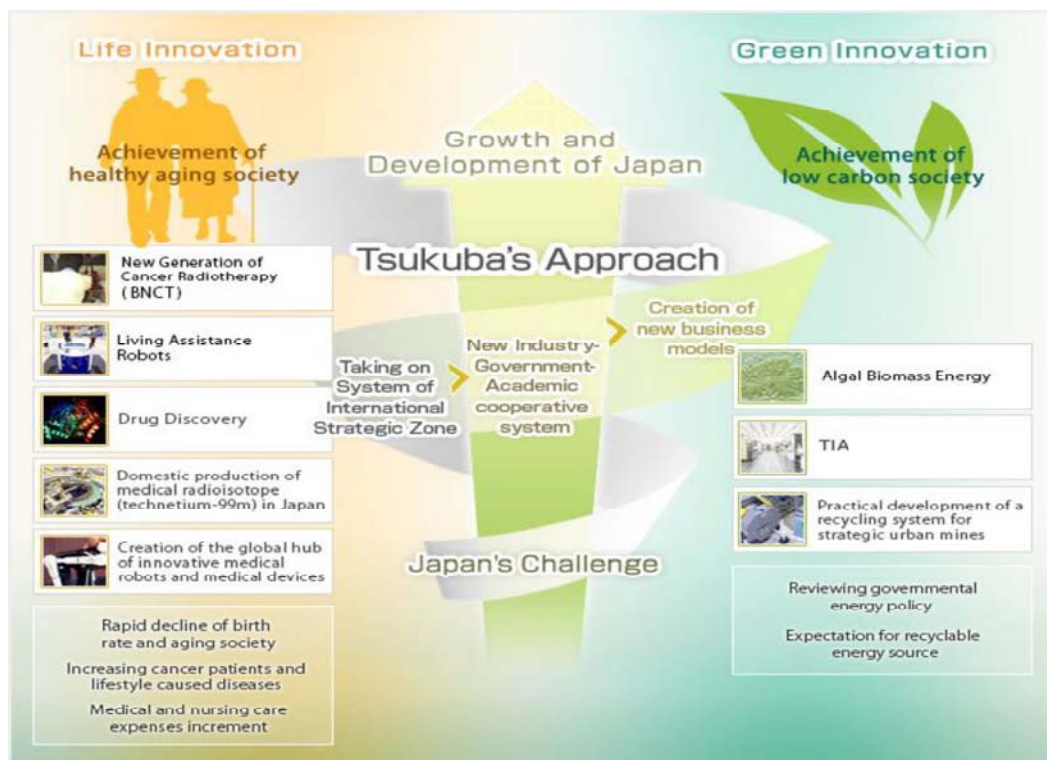 Life Innovation
Achievement of
healthy aging society
New Generation of
Cancer Radiotherapy
(BNCT)
Living Assistance
Robots
Drug Discovery
Domestic production of
medical radioisotope
(technetium-99m) in Japan
Creation of the global hub
of innovative medical
robots and medical devices
Rapid decline of birth
rate and aging society
Increasing cancer patients and
lifestyle caused diseases
Medical and nursing care
expenses increment
Growth and
Development of Japan
Tsukuba's Approach
Taking on
System of
International
Strategic Zone
New Industry-
Government-
Academic
cooperative
system
Creation of
new business
models
Japan's Challenge
Green Innovation
Achievement of
low carbon society
Algal Biomass Energy
TIA
Practical development of a
recycling system for
strategic urban mines
Reviewing governmental
energy policy
Expectation for recyclable
energy source